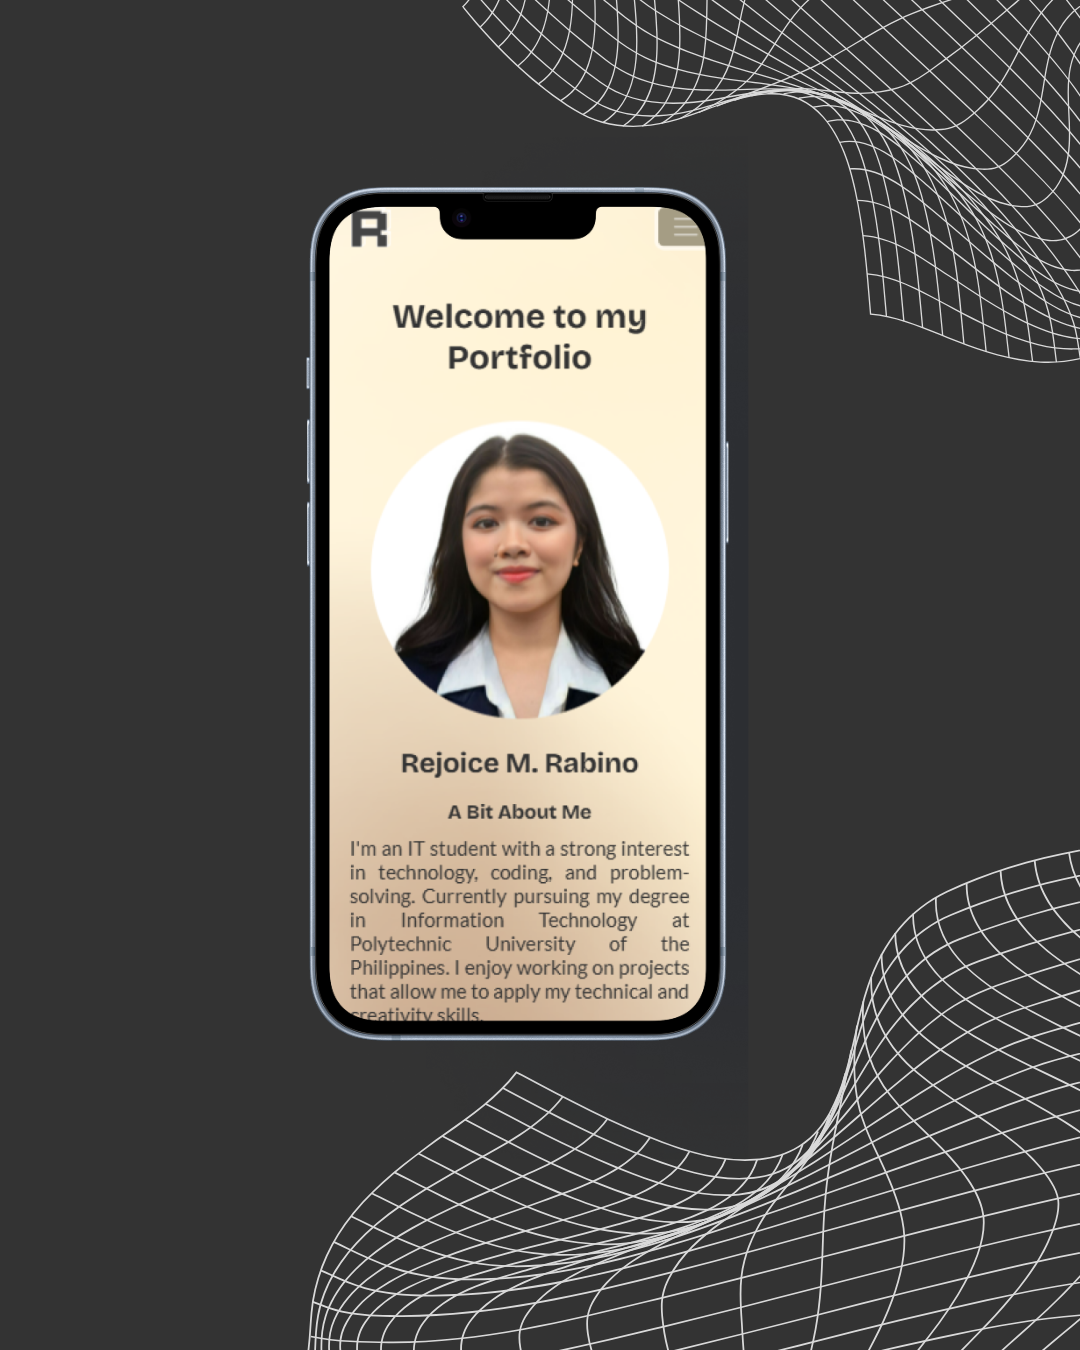 R
Welcome to my
Portfolio
Rejoice M. Rabino
A Bit About Me
I'm an IT student with a strong interest
in technology, coding, and problem-
solving. Currently pursuing my degree
in Information Technology at
Polytechnic University of the
Philippines. I enjoy working on projects
that allow me to apply my technical and
creativity skills.